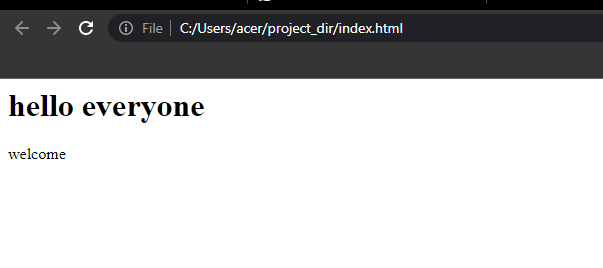 File C:/Users/acer/project_dir/index.html
hello everyone
welcome